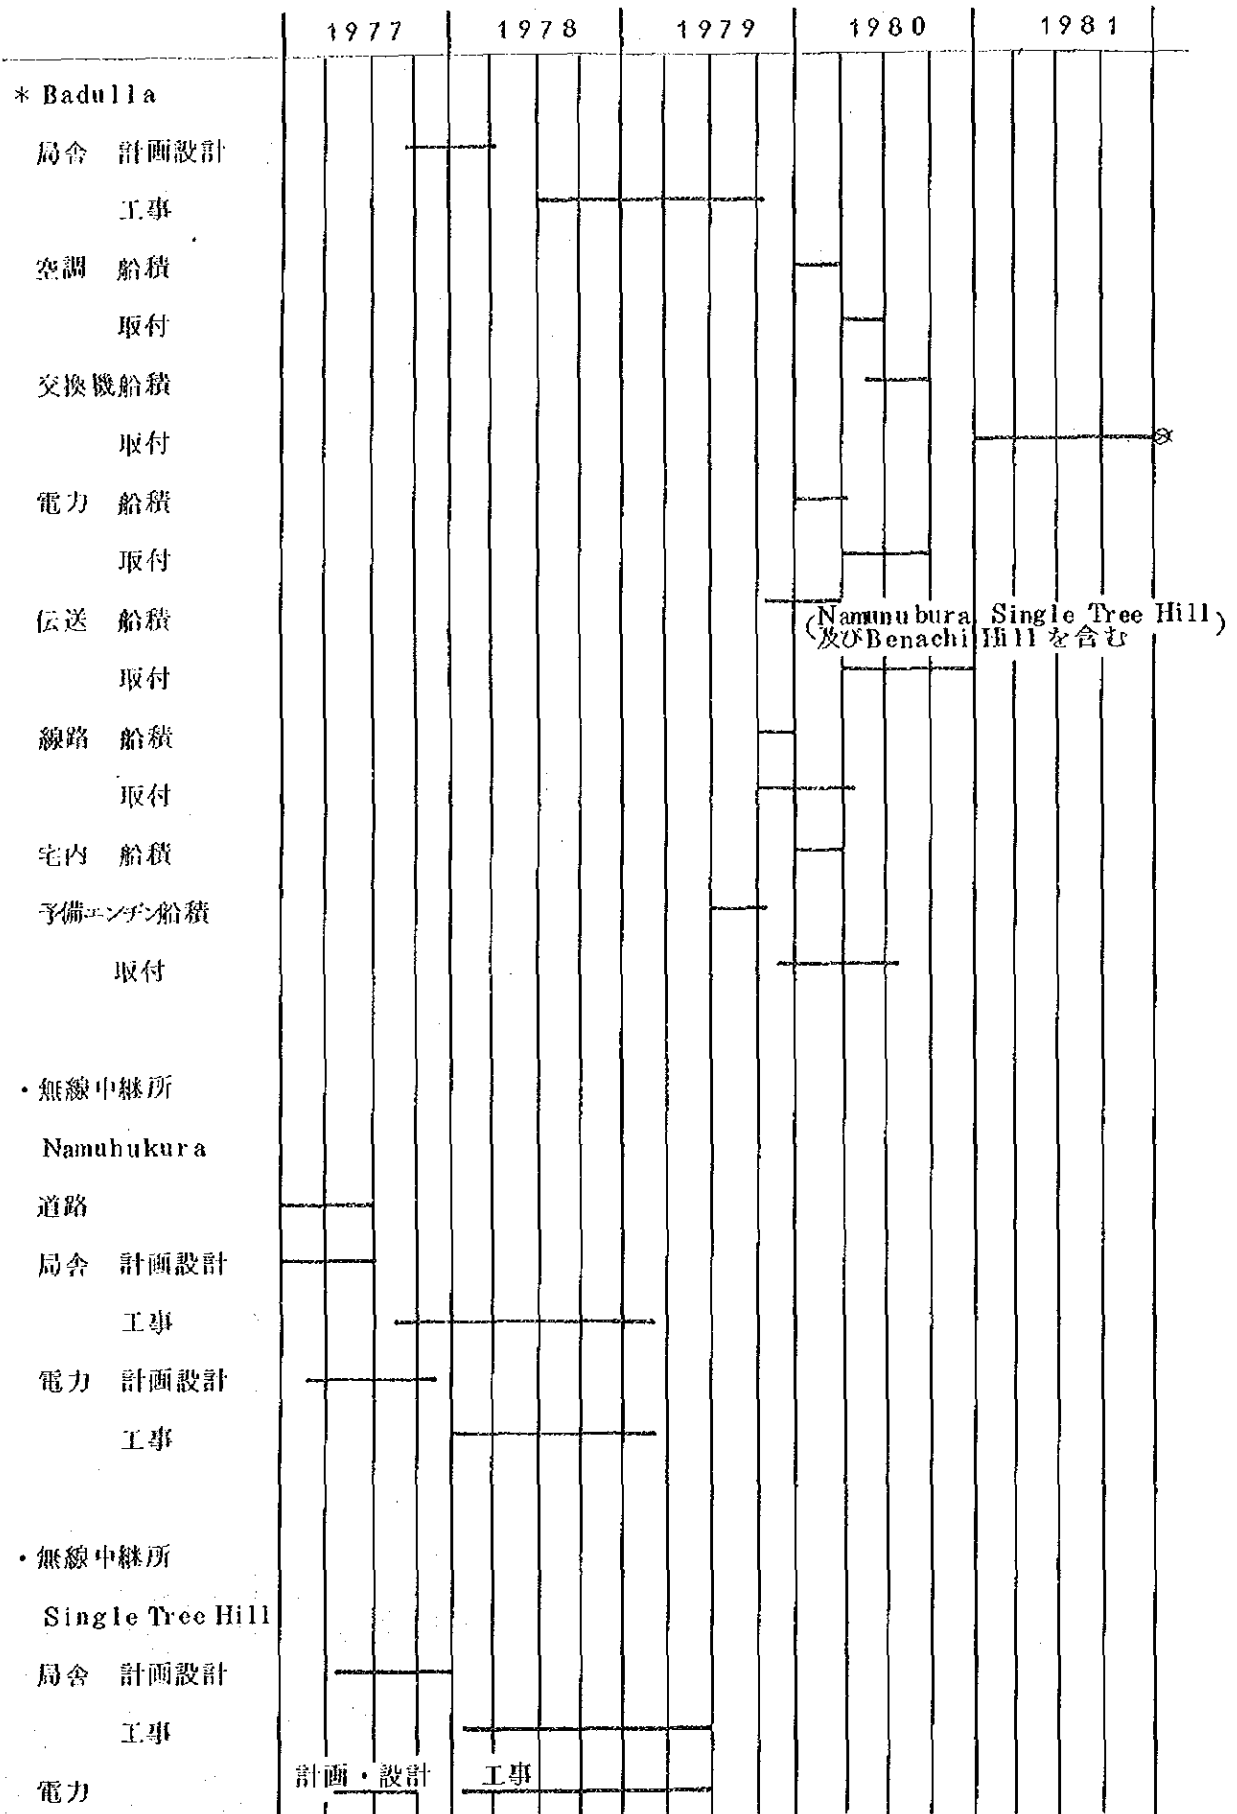 1977 1978 1979 1980 1981
* Badulla
局舎 計画設計
工事
空調 船積
取付
交換機船積
取付
電力 船積
取付
伝送 船積
(Namunubura, Single Tree Hill
及びBenachi Hill を含む)
取付
線路 船積
取付
宅内 船積
予備エンヂン船積
取付
・無線中継所
Namuhukura
道路
局舎 計画設計
工事
電力 計画設計
工事
・無線中継所
Single Tree Hill
局舎 計画設計
工事
電力 計画・設計 工事